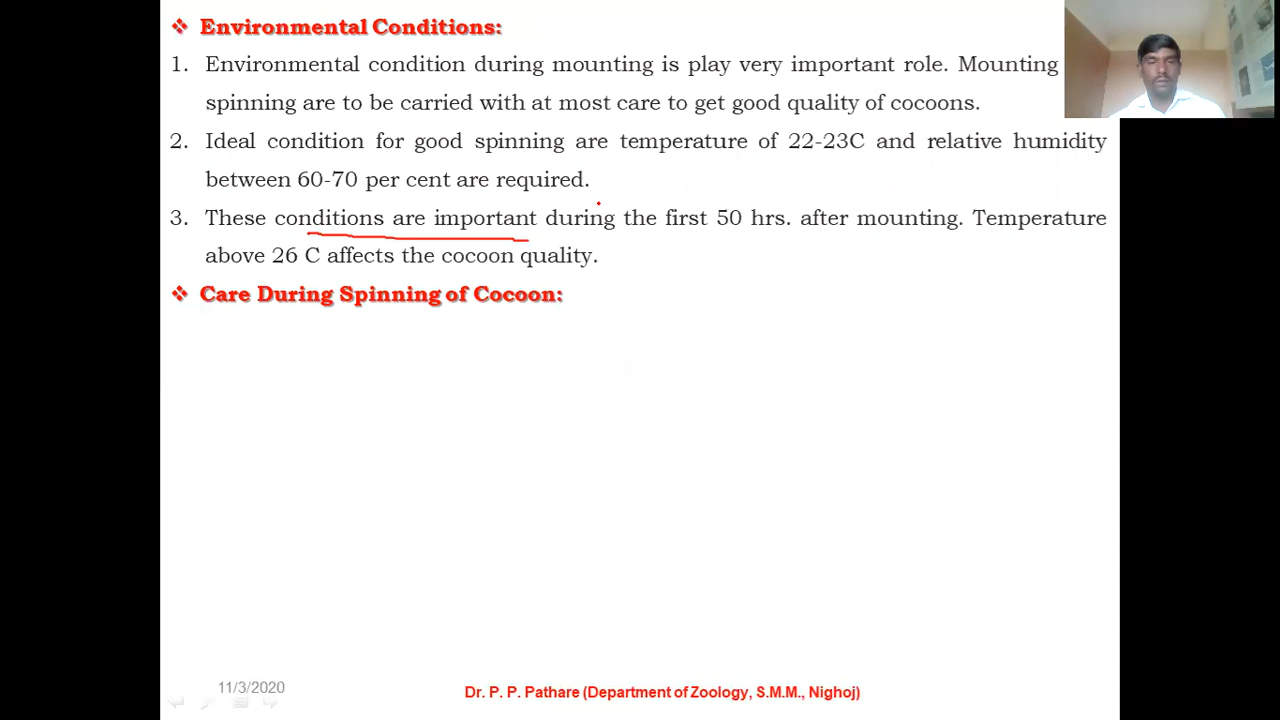 ❖ Environmental Conditions:
1. Environmental condition during mounting is play very important role. Mounting
spinning are to be carried with at most care to get good quality of cocoons.
2. Ideal condition for good spinning are temperature of 22-23C and relative humidity
between 60-70 per cent are required.
3. These conditions are important during the first 50 hrs. after mounting. Temperature
above 26 C affects the cocoon quality.
❖ Care During Spinning of Cocoon:
11/3/2020
Dr. P. P. Pathare (Department of Zoology, S.M.M., Nighoj)